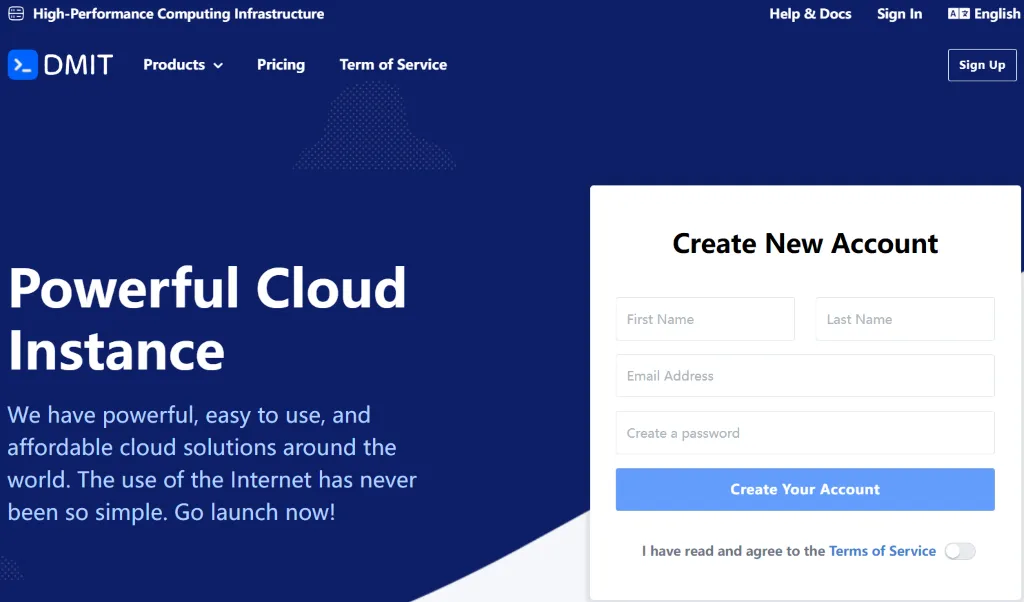 High-Performance Computing Infrastructure
Help & Docs
Sign In
English
DMIT
Products
Pricing
Term of Service
Sign Up
Powerful Cloud
Instance
We have powerful, easy to use, and
affordable cloud solutions around the
world. The use of the Internet has never
been so simple. Go launch now!
Create New Account
First Name
Last Name
Email Address
Create a password
Create Your Account
I have read and agree to the Terms of Service